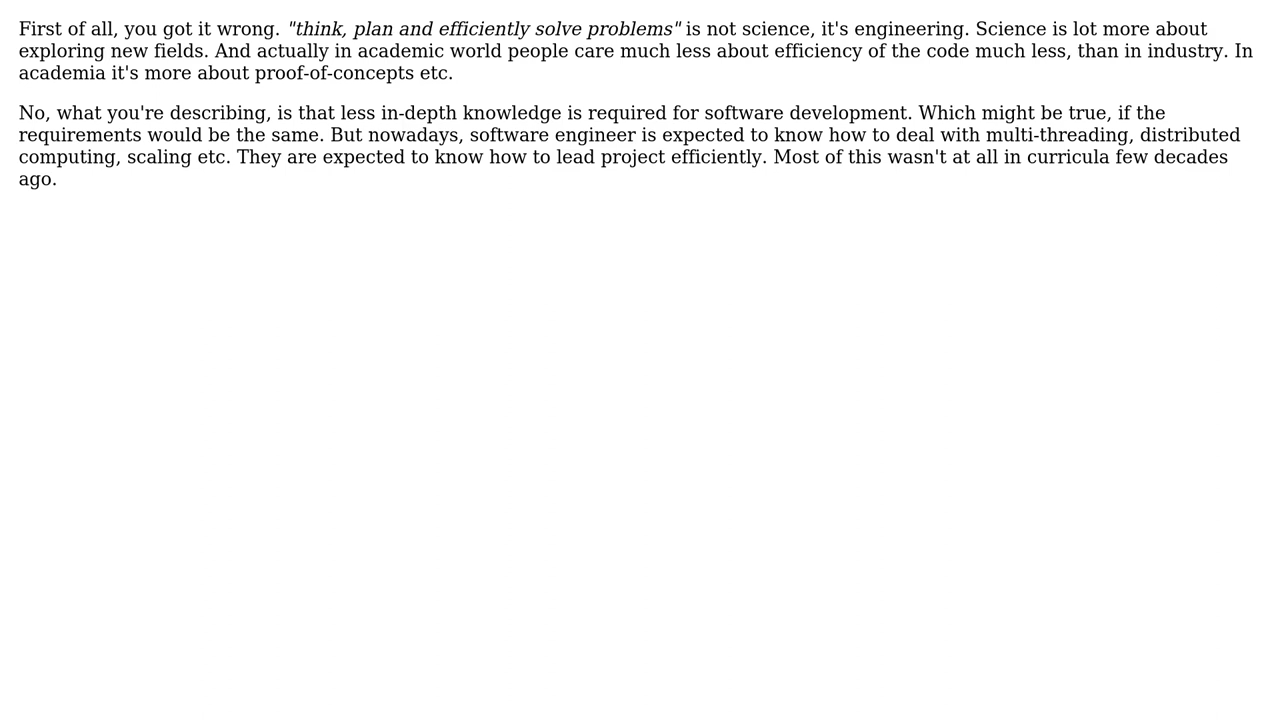 First of all, you got it wrong. "think, plan and efficiently solve problems" is not science, it's engineering. Science is lot more about
exploring new fields. And actually in academic world people care much less about efficiency of the code much less, than in industry. In
academia it's more about proof-of-concepts etc.
No, what you're describing, is that less in-depth knowledge is required for software development. Which might be true, if the
requirements would be the same. But nowadays, software engineer is expected to know how to deal with multi-threading, distributed
computing, scaling etc. They are expected to know how to lead project efficiently. Most of this wasn't at all in curricula few decades
ago.